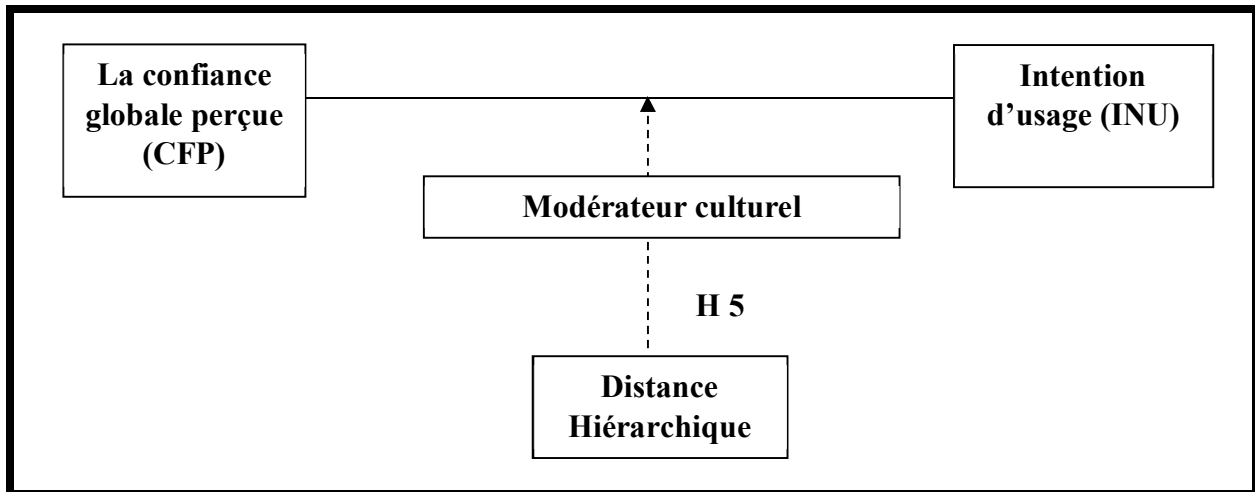 La confiance
globale perçue
(CFP)
Intention
d’usage (INU)
Modérateur culturel
H 5
Distance
Hiérarchique